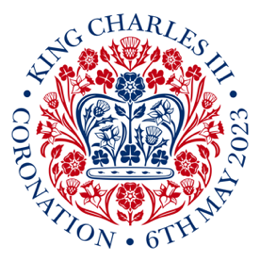 KING CHARLES III
CORONATION • 6TH MAY 2023